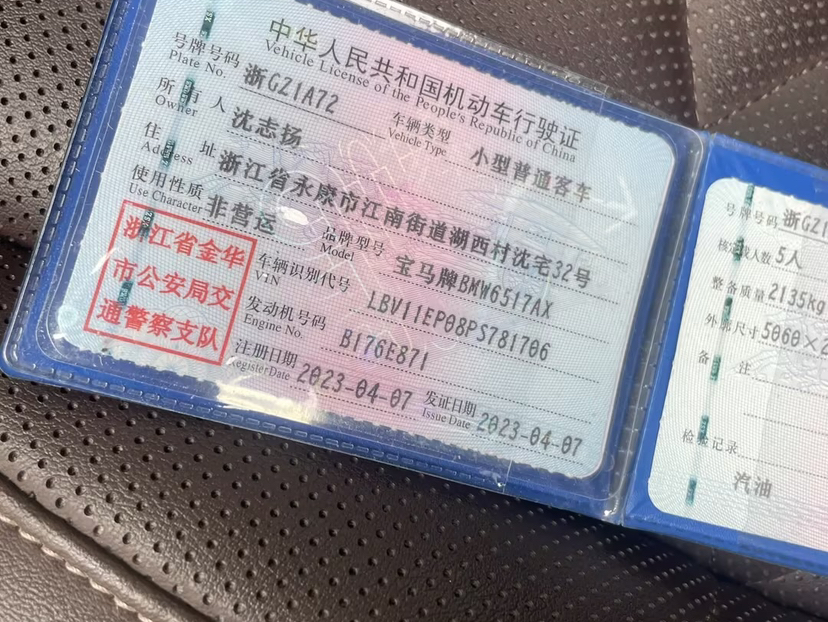 中华人民共和国机动车行驶证
Vehicle License of the People's Republic of China
号牌号码 浙GZ1A72 车辆类型 小型普通客车
Plate No. Vehicle Type
所有人 沈志扬
Owner
住址 浙江省永康市江南街道湖西村沈宅32号
Address
使用性质 非营运 品牌型号 宝马牌BMW6517AX
Use Character Model
浙江省金华
市公安局交
通警察支队
车辆识别代号 LBV11EP08PS781706
VIN
发动机号码 B176E871
Engine No.
注册日期 2023-04-07 发证日期 2023-04-07
Register Date Issue Date
号牌号码 浙GZ1
核定载人数 5人
整备质量 2135kg
外廓尺寸 5060×2
备注
检验记录
汽油